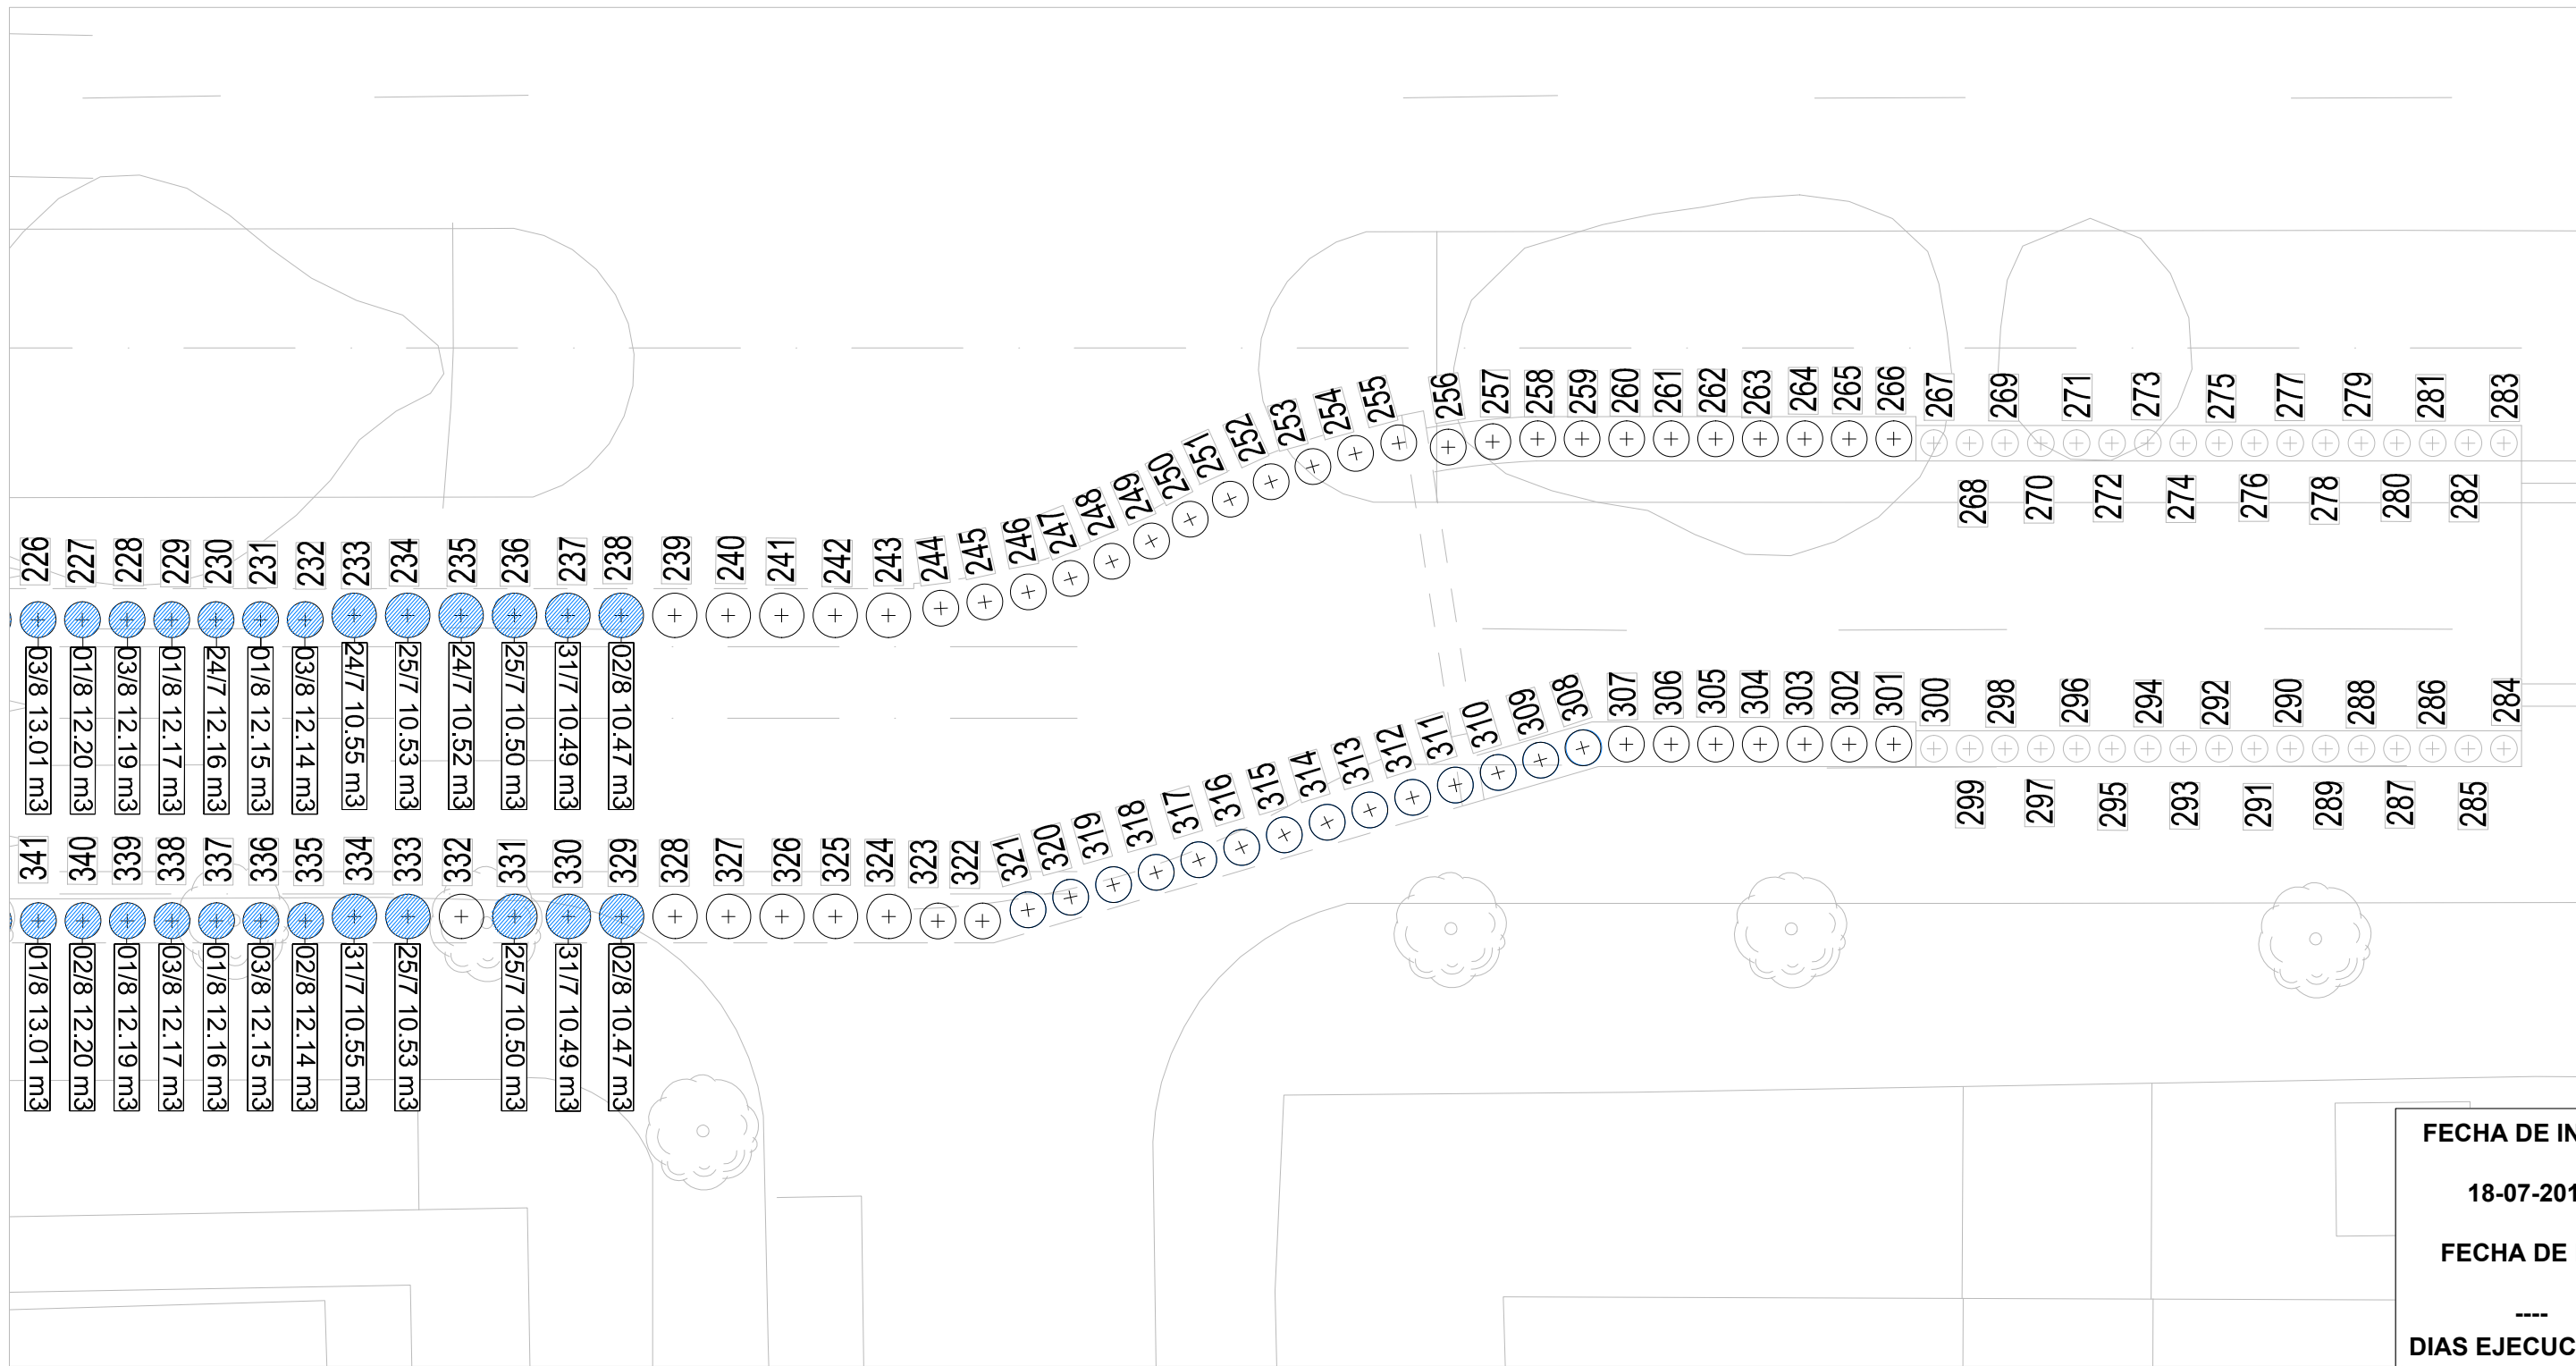 255 256 257 258 259 260 261 262 263 264 265 266 267 269 271 273 275 277 279 281 283
244 245 246 247 248 249 250 251 252 253 254
268 270 272 274 276 278 280 282
226 227 228 229 230 231 232 233 234 235 236 237 238 239 240 241 242 243
03/8 13.01 m3
01/8 12.20 m3
03/8 12.19 m3
01/8 12.17 m3
24/7 12.16 m3
01/8 12.15 m3
03/8 12.14 m3
24/7 10.55 m3
25/7 10.53 m3
24/7 10.52 m3
25/7 10.50 m3
31/7 10.49 m3
02/8 10.47 m3
308 307 306 305 304 303 302 301 300 298 296 294 292 290 288 286 284
321 320 319 318 317 316 315 314 313 312 311 310 309
299 297 295 293 291 289 287 285
341 340 339 338 337 336 335 334 333 332 331 330 329 328 327 326 325 324 323 322
01/8 13.01 m3
02/8 12.20 m3
01/8 12.19 m3
03/8 12.17 m3
01/8 12.16 m3
03/8 12.15 m3
02/8 12.14 m3
31/7 10.55 m3
25/7 10.53 m3
25/7 10.50 m3
31/7 10.49 m3
02/8 10.47 m3
FECHA DE IN
18-07-201
FECHA DE
----
DIAS EJECUC